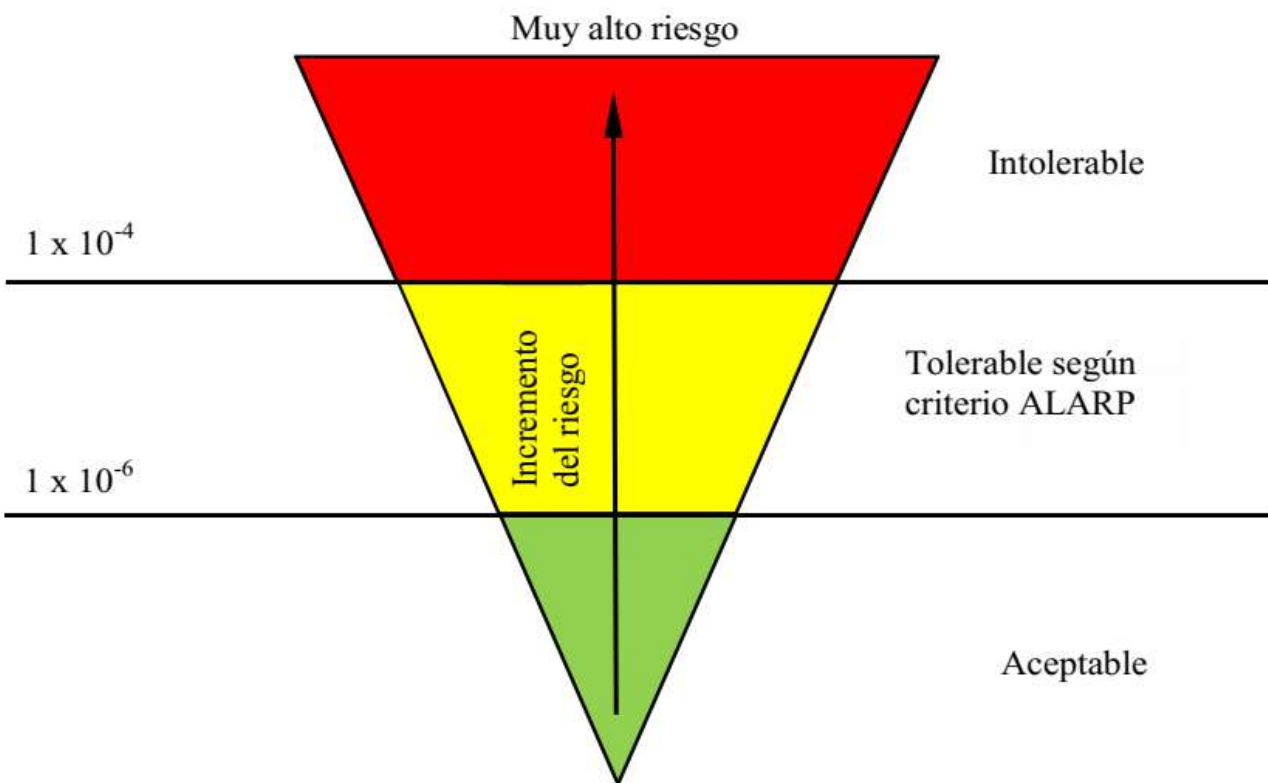 Muy alto riesgo
Intolerable
1 x 10⁻⁴
Incremento
del riesgo
Tolerable según
criterio ALARP
1 x 10⁻⁶
Aceptable